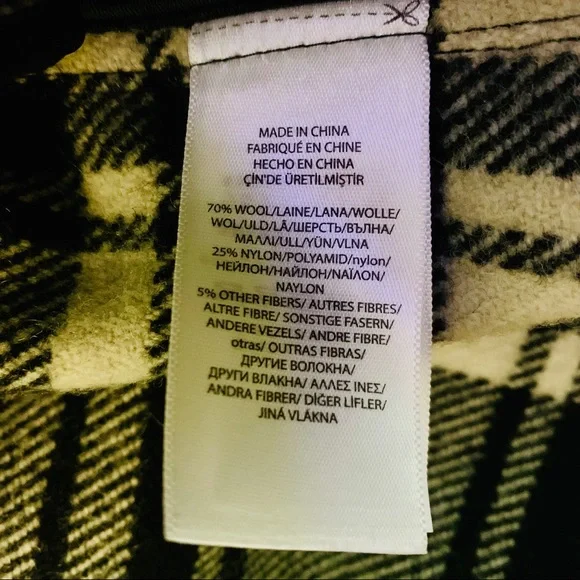 MADE IN CHINA
FABRIQUÉ EN CHINE
HECHO EN CHINA
ÇİN'DE ÜRETİLMİŞTİR
70% WOOL/LAINE/LANA/WOLLE/
WOL/ULD/LÃ/ШЕРСТЬ/ВЪЛНА/
ΜΑΛΛΙ/ULL/YÜN/VLNA
25% NYLON/POLYAMID/nylon/
НЕЙЛОН/НАЙЛОН/ΝΑΪΛΟΝ/
NAYLON
5% OTHER FIBERS/ AUTRES FIBRES/
ALTRE FIBRE/ SONSTIGE FASERN/
ANDERE VEZELS/ ANDRE FIBRE/
otras/ OUTRAS FIBRAS/
ДРУГИЕ ВОЛОКНА/
ДРУГИ ВЛАКНА/ ΑΛΛΕΣ ΙΝΕΣ/
ANDRA FIBRER/ DİĞER LİFLER/
JINÁ VLÁKNA